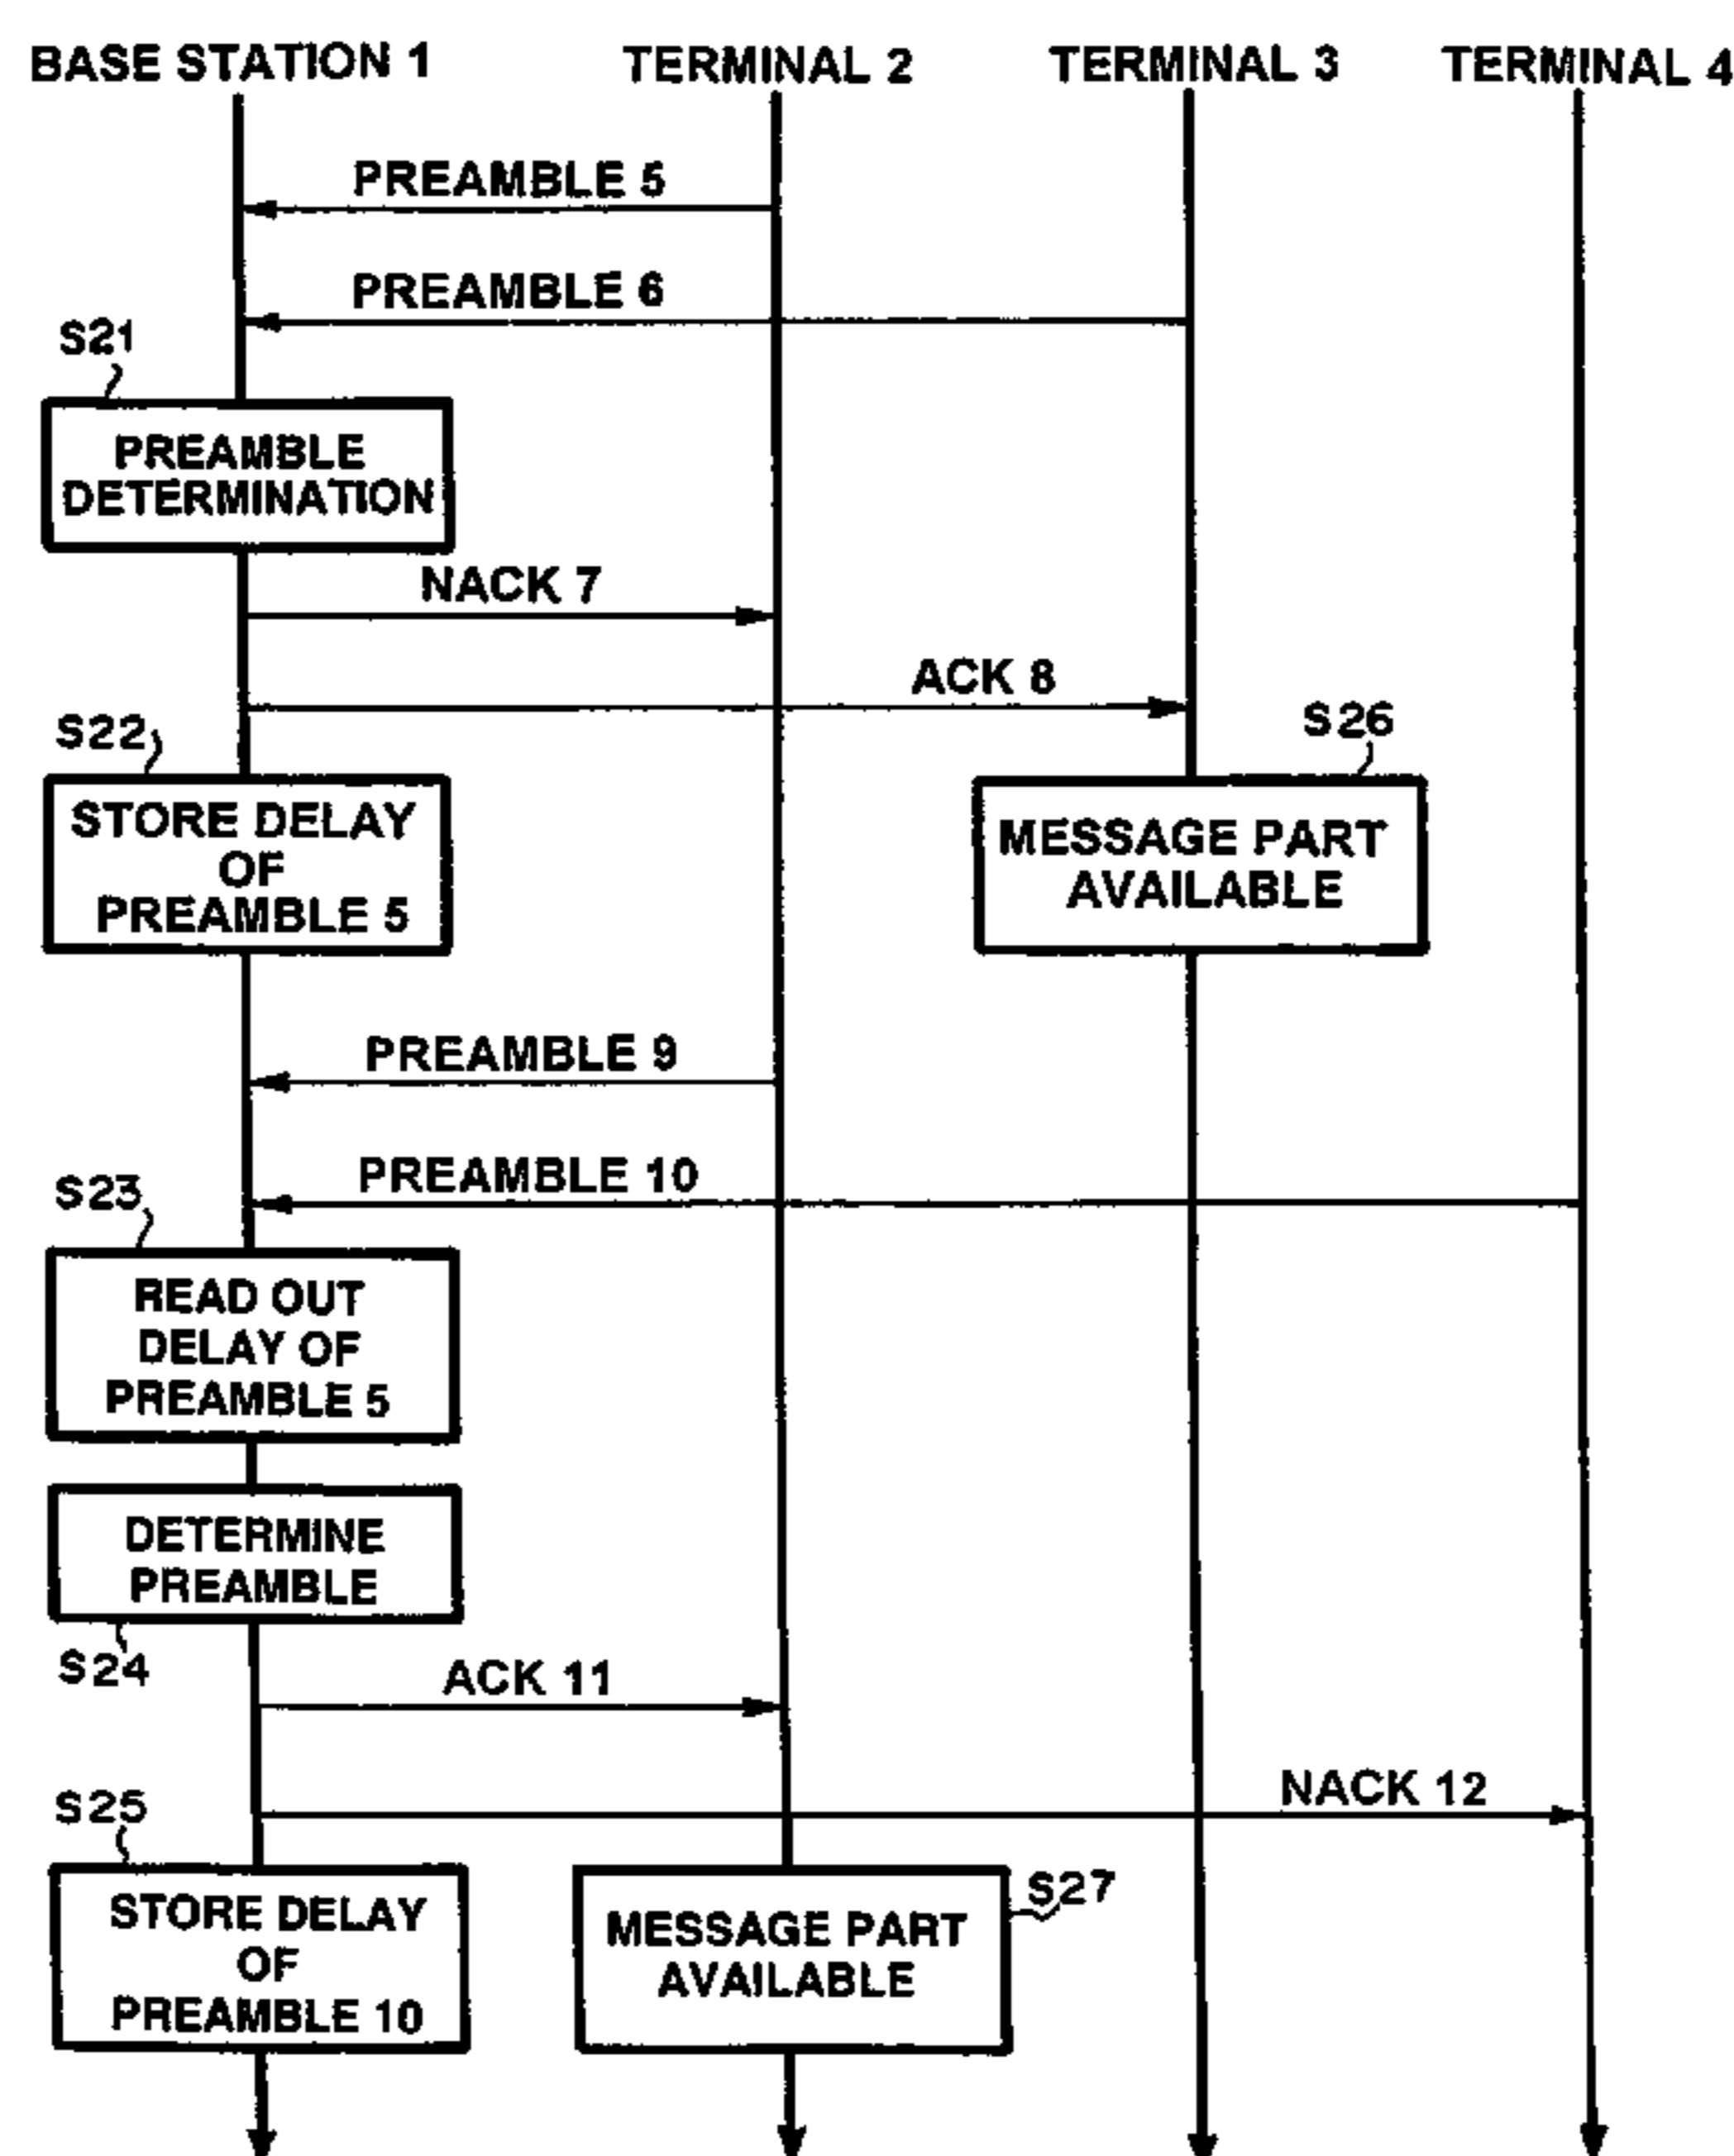 BASE STATION 1
TERMINAL 2
TERMINAL 3
TERMINAL 4
PREAMBLE 5
PREAMBLE 6
S21
PREAMBLE
DETERMINATION
NACK 7
ACK 8
S22
S26
STORE DELAY
OF
PREAMBLE 5
MESSAGE PART
AVAILABLE
PREAMBLE 9
PREAMBLE 10
S23
READ OUT
DELAY OF
PREAMBLE 5
DETERMINE
PREAMBLE
S24
ACK 11
NACK 12
S25
STORE DELAY
OF
PREAMBLE 10
MESSAGE PART
AVAILABLE
S27